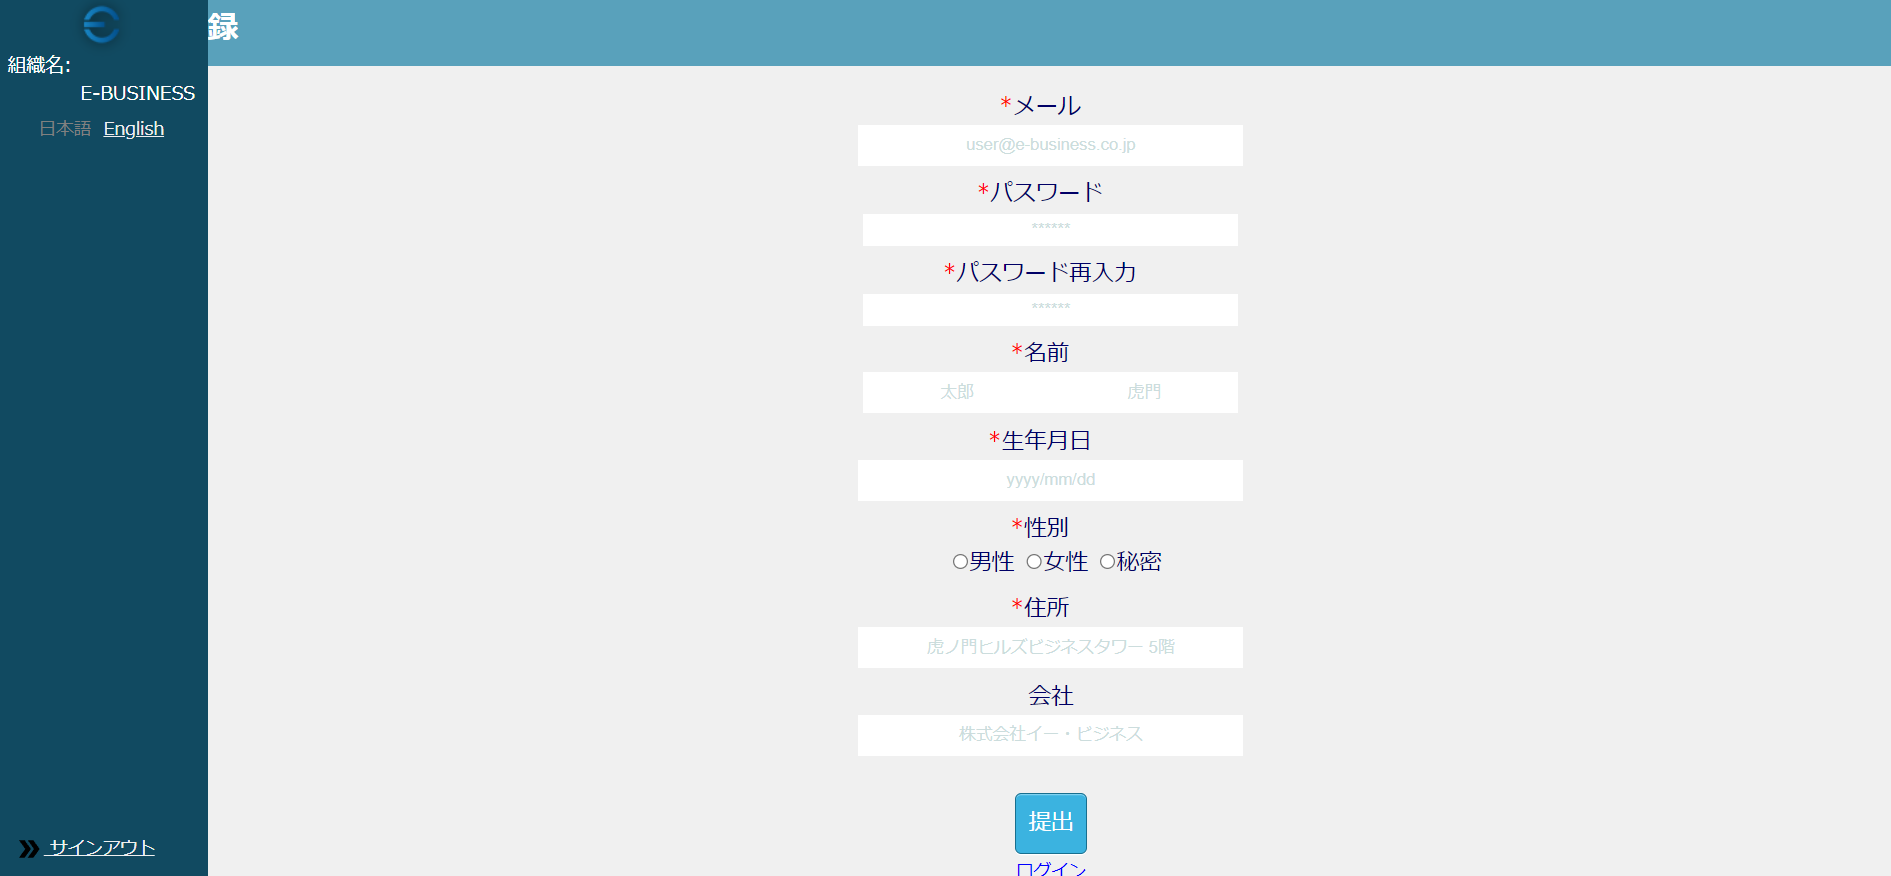 録
組織名:
E-BUSINESS
日本語 English
*メール
user@e-business.co.jp
*パスワード
******
*パスワード再入力
******
*名前
太郎 虎門
*生年月日
yyyy/mm/dd
*性別
男性 女性 秘密
*住所
虎ノ門ヒルズビジネスタワー 5階
会社
株式会社イー・ビジネス
提出
ログイン
サインアウト